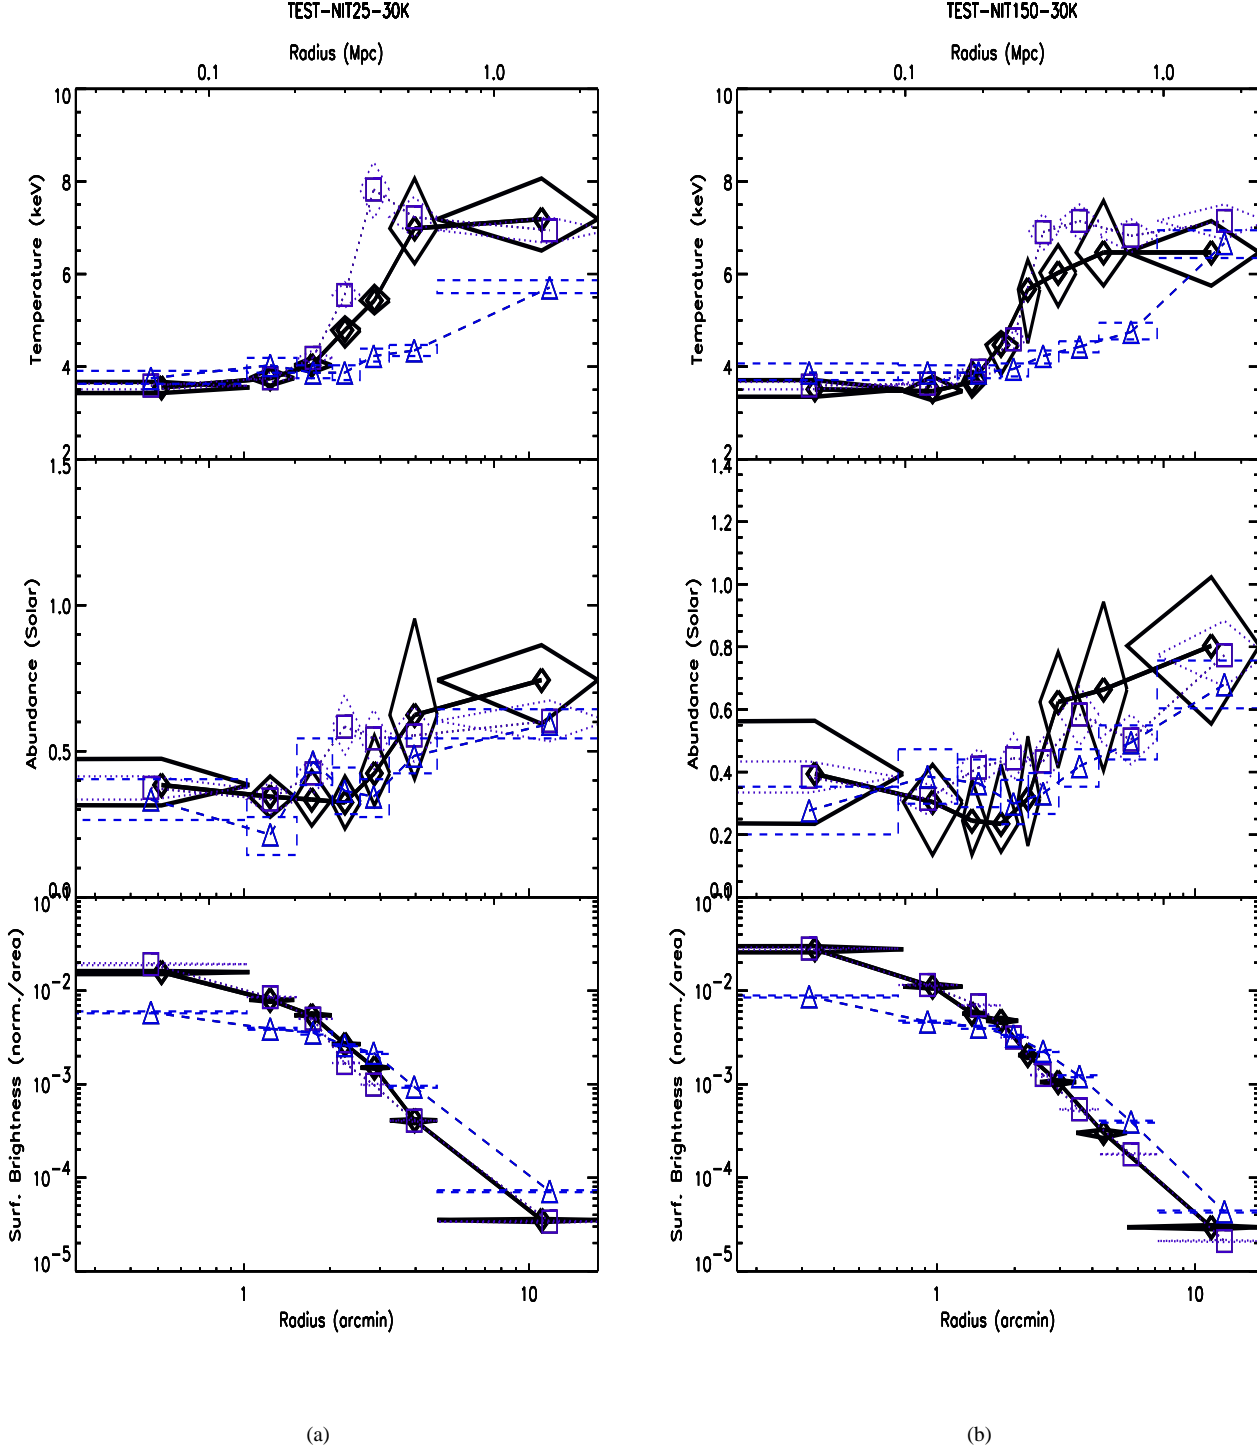 TEST-NIT25-30K
Radius (Mpc)
0.1 1.0
10
8
6
4
2
Temperature (keV)
1.5
1.0
0.5
0.0
Abundance (Solar)
10⁻¹
10⁻²
10⁻³
10⁻⁴
10⁻⁵
Surf. Brightness (norm./area)
1 10
Radius (arcmin)
(a)
TEST-NIT150-30K
Radius (Mpc)
0.1 1.0
10
8
6
4
2
Temperature (keV)
1.4
1.2
1.0
0.8
0.6
0.4
0.2
0.0
Abundance (Solar)
10⁻¹
10⁻²
10⁻³
10⁻⁴
10⁻⁵
Surf. Brightness (norm./area)
1 10
Radius (arcmin)
(b)